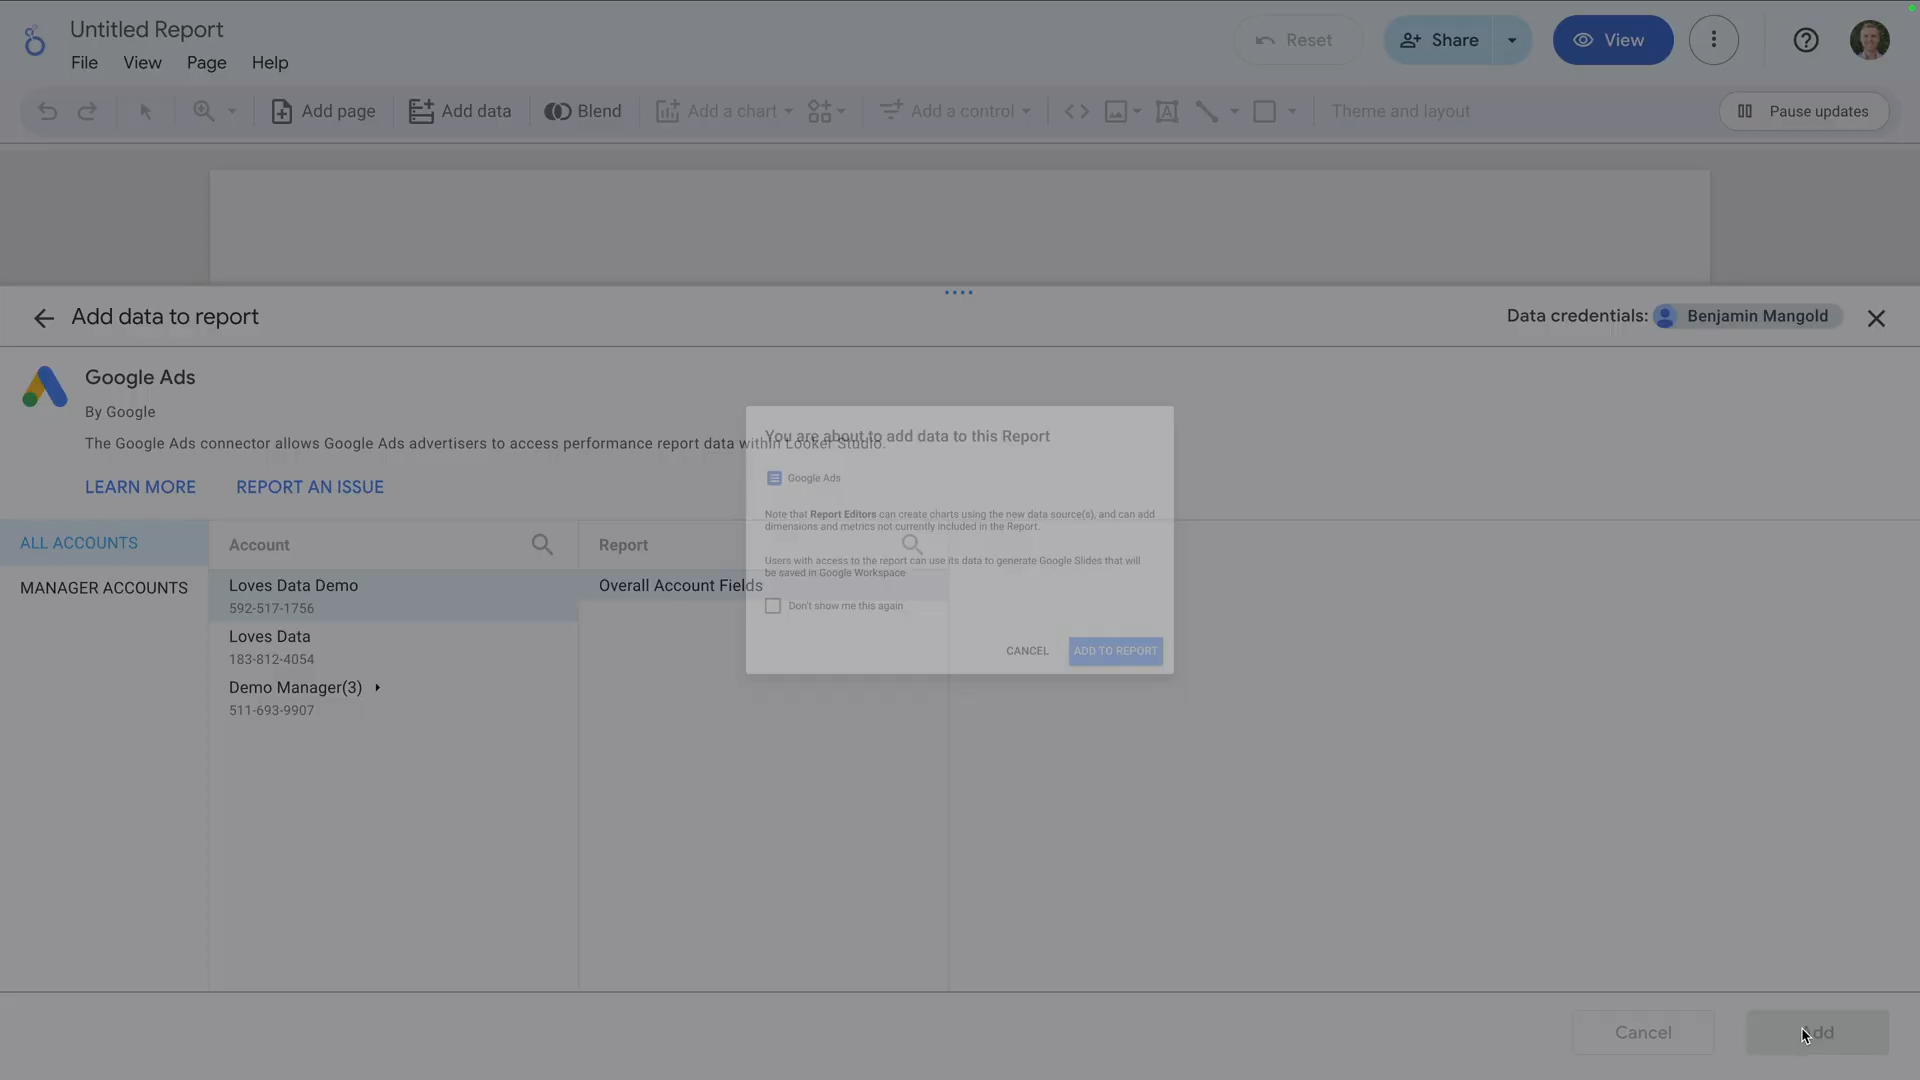 Untitled Report
File View Page Help
Reset
Share
View
Add page
Add data
Blend
Add a chart
Add a control
Theme and layout
Pause updates
Add data to report
Data credentials: Benjamin Mangold
Google Ads
By Google
The Google Ads connector allows Google Ads advertisers to access performance report data within Looker Studio.
LEARN MORE REPORT AN ISSUE
ALL ACCOUNTS
MANAGER ACCOUNTS
Account
Loves Data Demo
592-517-1756
Loves Data
183-812-4054
Demo Manager(3)
511-693-9907
Report
Overall Account Fields
You are about to add data to this Report
Google Ads
Note that Report Editors can create charts using the new data source(s), and can add
dimensions and metrics not currently included in the Report.
Users with access to the report can use its data to generate Google Slides that will
be saved in Google Workspace
Don't show me this again
CANCEL ADD TO REPORT
Cancel
Add